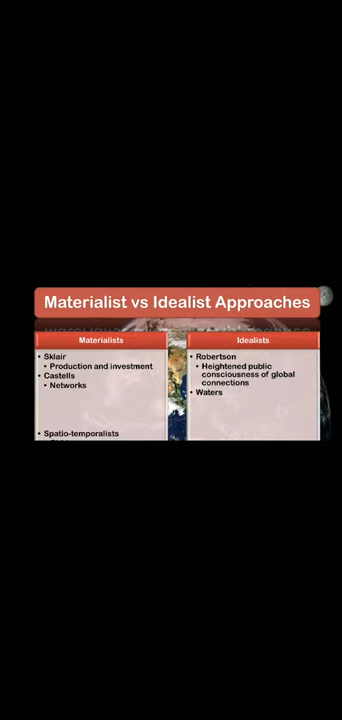 Materialist vs Idealist Approaches
Materialists
• Sklair
• Production and investment
• Castells
• Networks
• Spatio-temporalists
Idealists
• Robertson
• Heightened public
consciousness of global
connections
• Waters